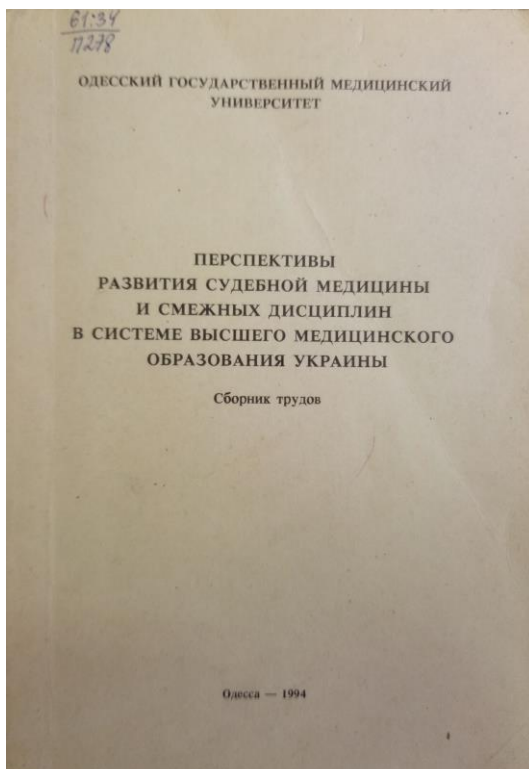 61:34
П278
ОДЕССКИЙ ГОСУДАРСТВЕННЫЙ МЕДИЦИНСКИЙ
УНИВЕРСИТЕТ
ПЕРСПЕКТИВЫ
РАЗВИТИЯ СУДЕБНОЙ МЕДИЦИНЫ
И СМЕЖНЫХ ДИСЦИПЛИН
В СИСТЕМЕ ВЫСШЕГО МЕДИЦИНСКОГО
ОБРАЗОВАНИЯ УКРАИНЫ
Сборник трудов
Одесса — 1994